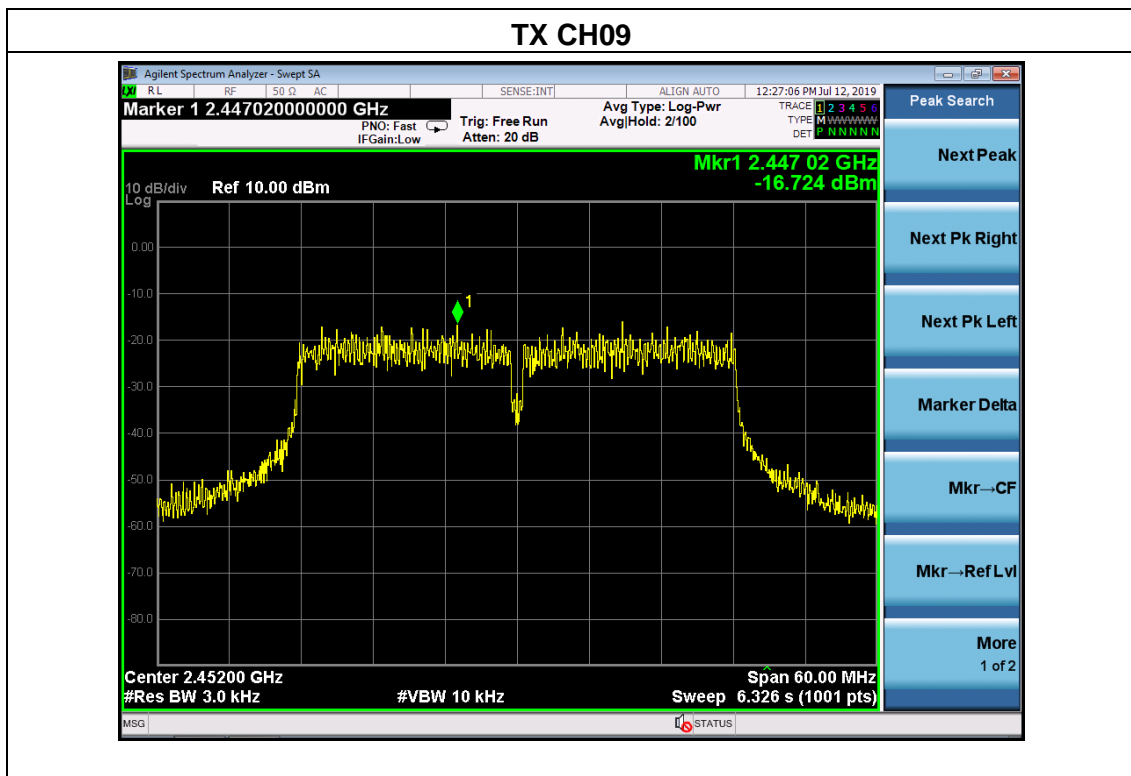 TX CH09
Agilent Spectrum Analyzer - Swept SA
LXI RL RF 50 Ω AC SENSE:INT ALIGN AUTO 12:27:06 PM Jul 12, 2019
Marker 1 2.447020000000 GHz
PNO: Fast
IFGain:Low
Trig: Free Run
Atten: 20 dB
Avg Type: Log-Pwr
Avg|Hold: 2/100
TRACE 1 2 3 4 5 6
TYPE M WWWWW
DET P N N N N N
Mkr1 2.447 02 GHz
-16.724 dBm
10 dB/div Ref 10.00 dBm
Log
0.00
-10.0
1
-20.0
-30.0
-40.0
-50.0
-60.0
-70.0
-80.0
Center 2.45200 GHz Span 60.00 MHz
#Res BW 3.0 kHz #VBW 10 kHz Sweep 6.326 s (1001 pts)
MSG STATUS
Peak Search
Next Peak
Next Pk Right
Next Pk Left
Marker Delta
Mkr→CF
Mkr→Ref Lvl
More
1 of 2